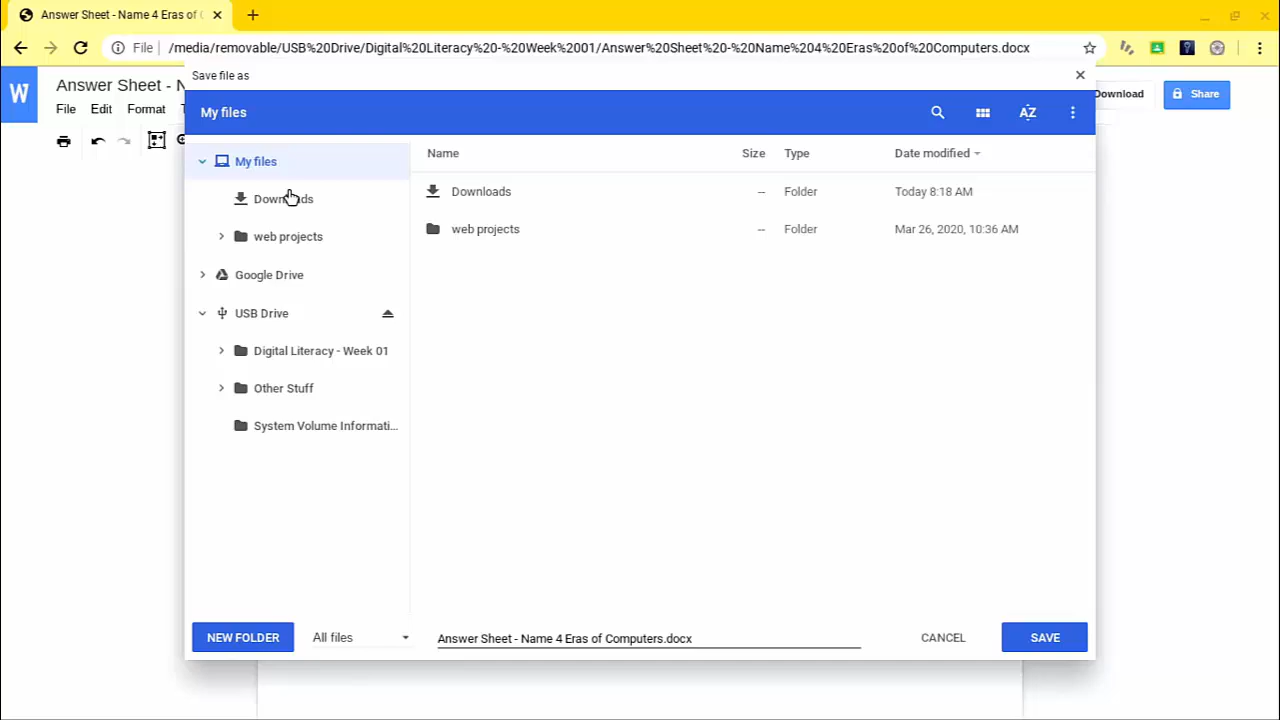 Answer Sheet - Name 4 Eras of
File /media/removable/USB%20Drive/Digital%20Literacy%20-%20Week%2001/Answer%20Sheet%20-%20Name%204%20Eras%20of%20Computers.docx
W
Answer Sheet - N
File Edit Format
Download
Share
Save file as
My files
AZ
My files
Downloads
web projects
Google Drive
USB Drive
Digital Literacy - Week 01
Other Stuff
System Volume Informati...
Name Size Type Date modified
Downloads -- Folder Today 8:18 AM
web projects -- Folder Mar 26, 2020, 10:36 AM
NEW FOLDER All files Answer Sheet - Name 4 Eras of Computers.docx CANCEL SAVE